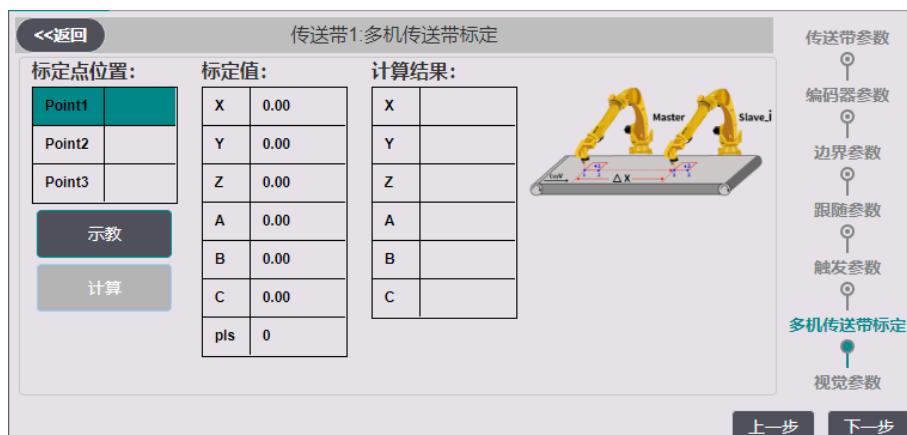 <<返回
传送带1:多机传送带标定
标定点位置:
Point1
Point2
Point3
示教
计算
标定值:
X 0.00
Y 0.00
Z 0.00
A 0.00
B 0.00
C 0.00
pls 0
计算结果:
X
Y
Z
A
B
C
Master
Slave_i
ConV
△X
传送带参数
编码器参数
边界参数
跟随参数
触发参数
多机传送带标定
视觉参数
上一步
下一步